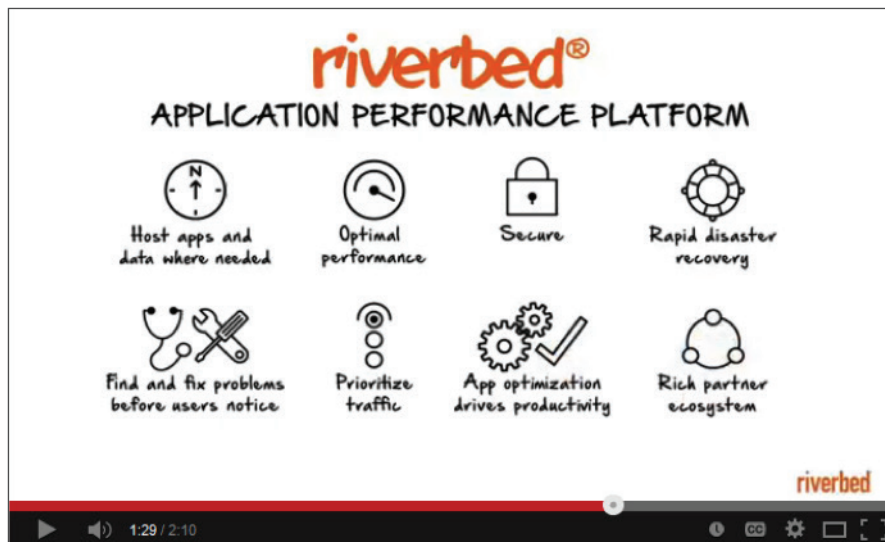 riverbed®
APPLICATION PERFORMANCE PLATFORM
N
Host apps and
data where needed
Optimal
performance
Secure
Rapid disaster
recovery
Find and fix problems
before users notice
Prioritize
traffic
App optimization
drives productivity
Rich partner
ecosystem
riverbed
1:29 / 2:10
CC